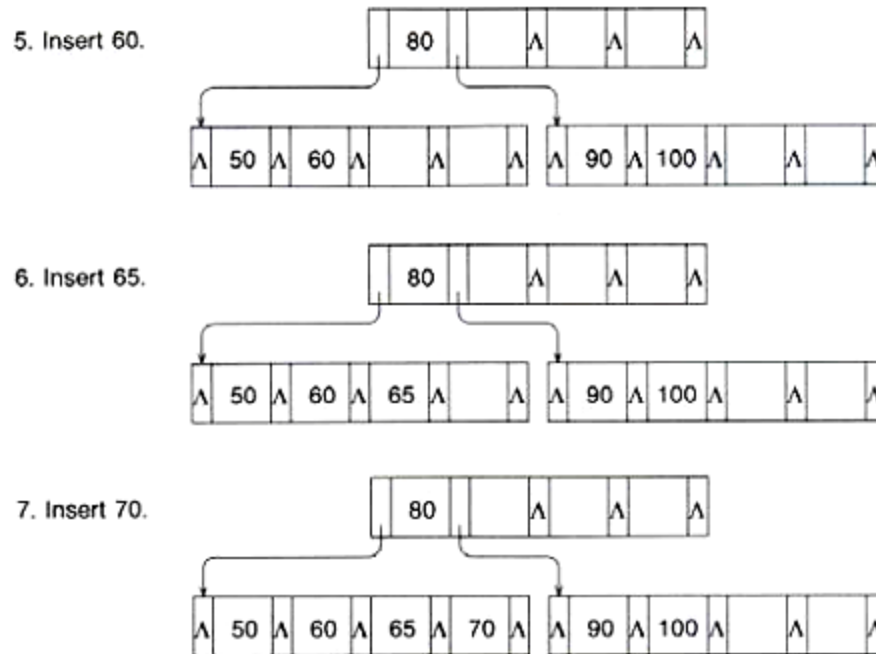 5. Insert 60.
80 Λ Λ Λ
Λ 50 Λ 60 Λ Λ Λ Λ 90 Λ 100 Λ Λ Λ
6. Insert 65.
80 Λ Λ Λ
Λ 50 Λ 60 Λ 65 Λ Λ Λ 90 Λ 100 Λ Λ Λ
7. Insert 70.
80 Λ Λ Λ
Λ 50 Λ 60 Λ 65 Λ 70 Λ Λ 90 Λ 100 Λ Λ Λ